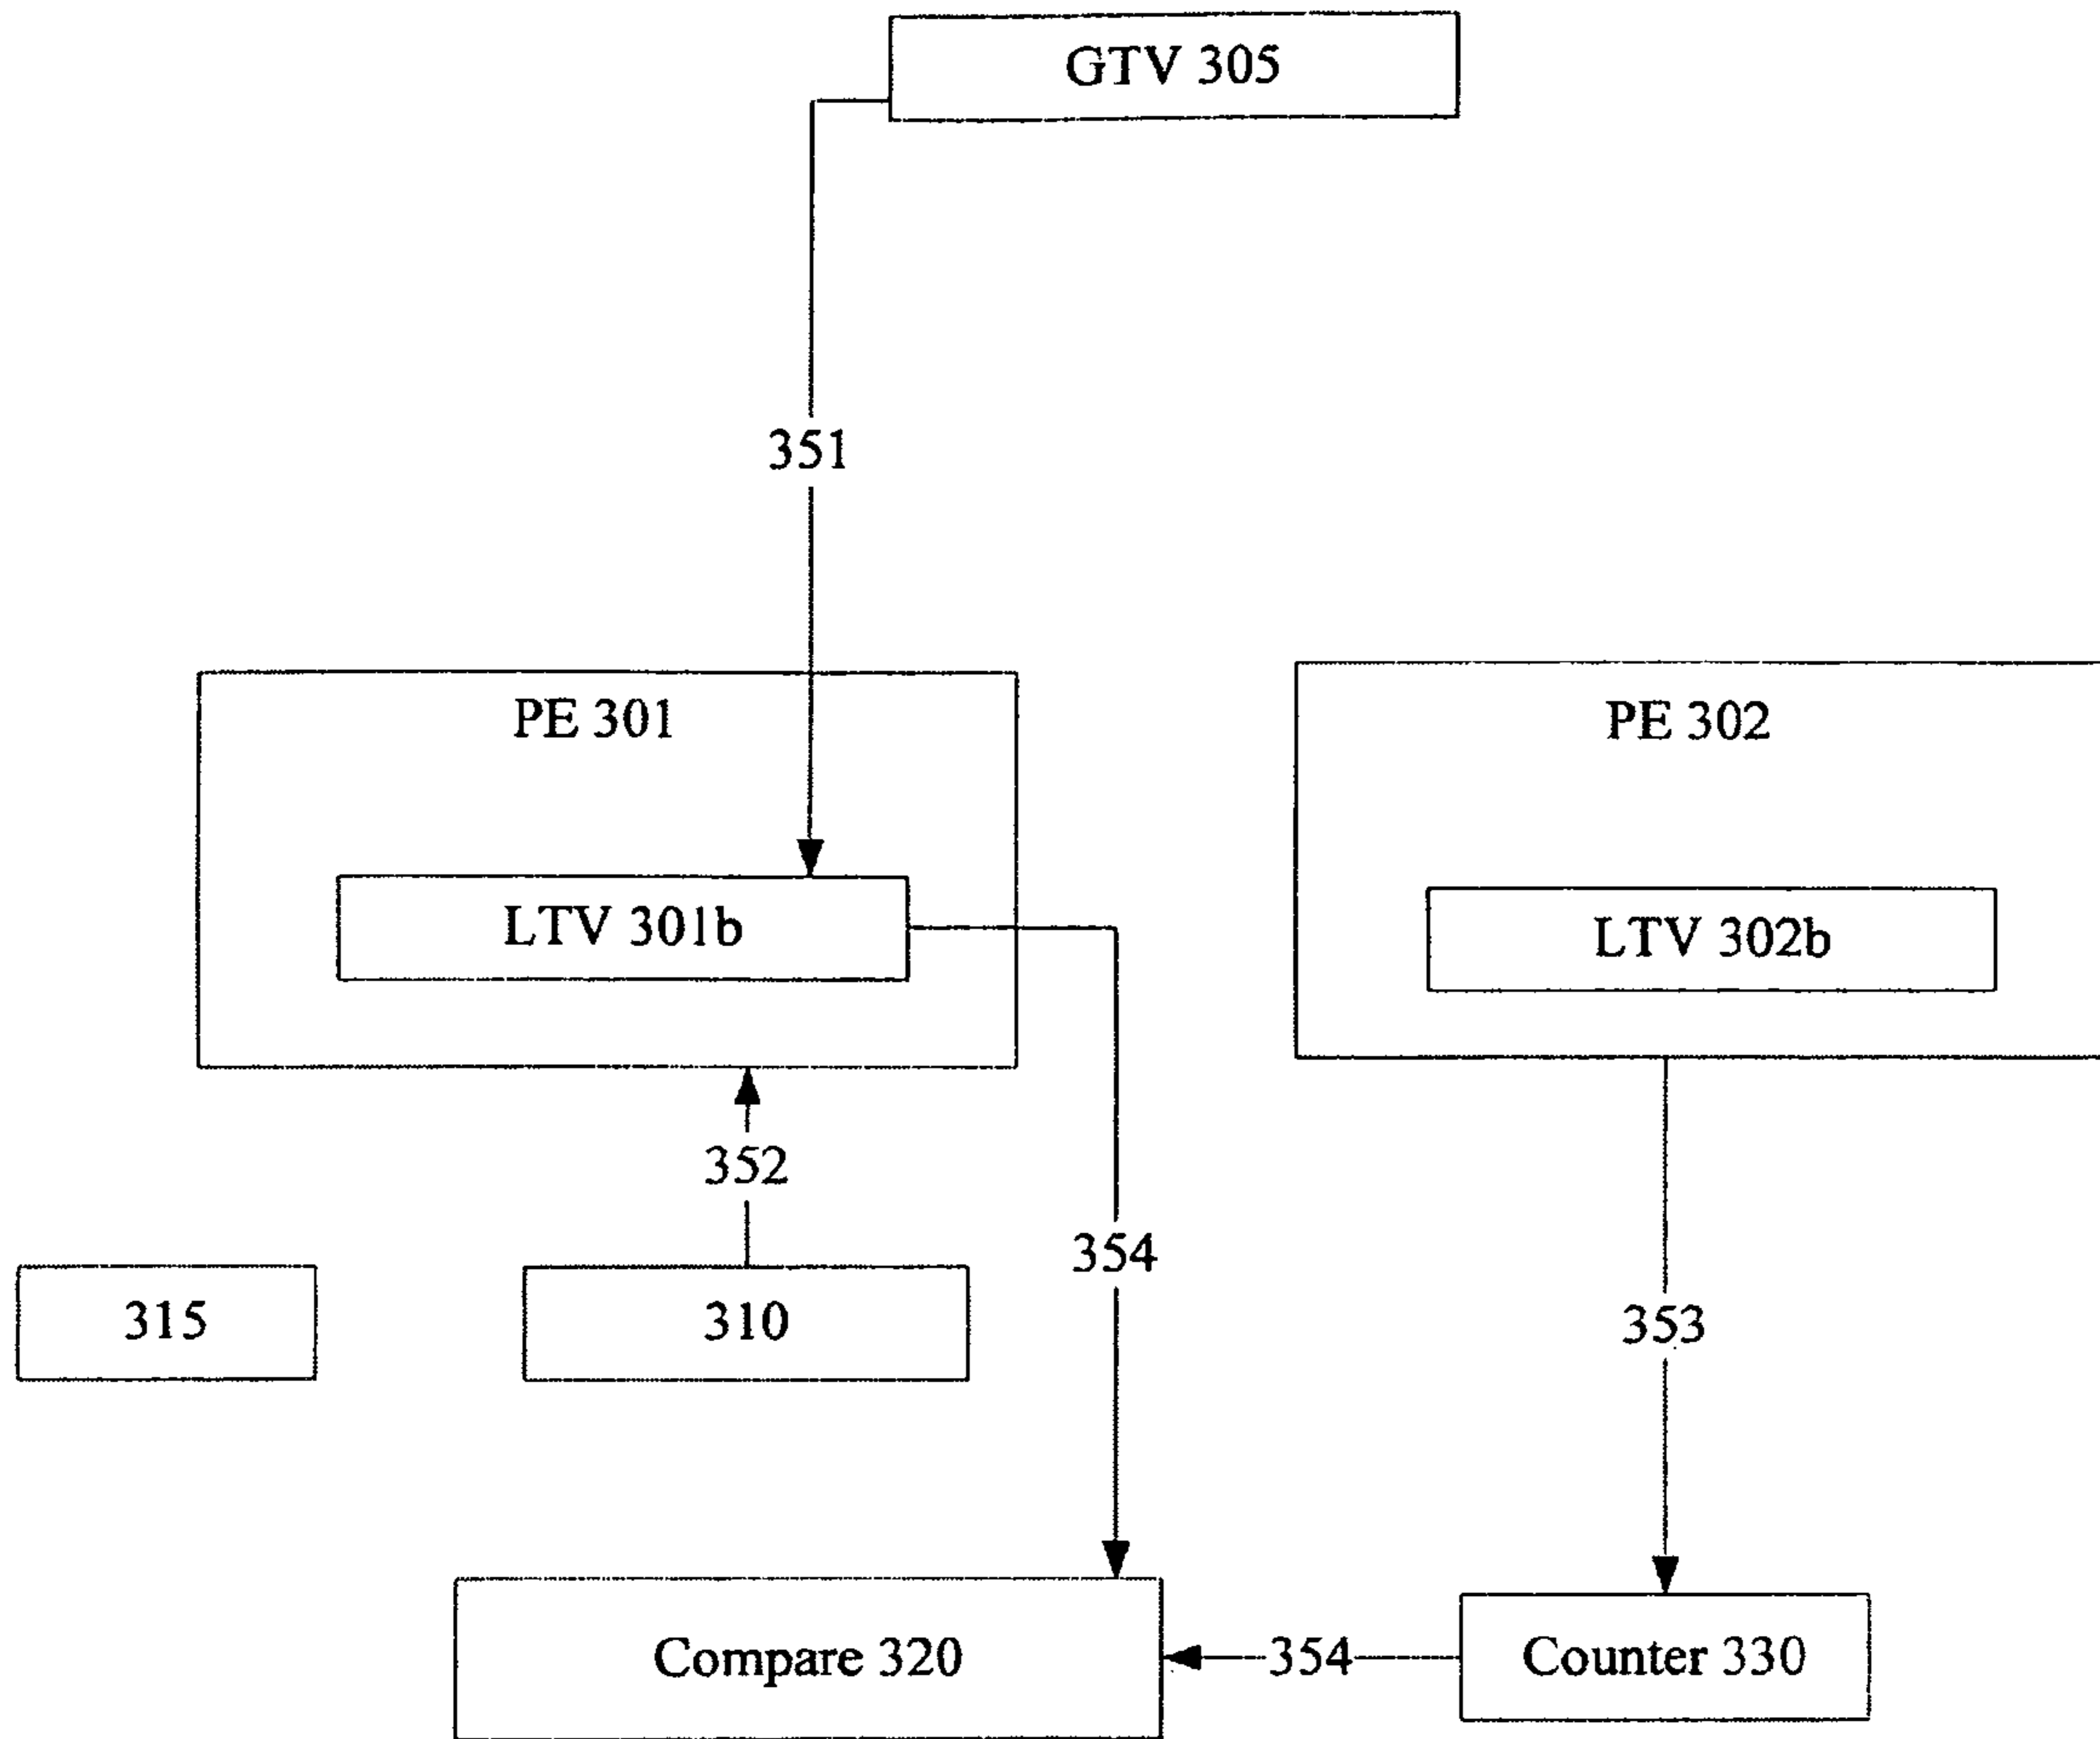 GTV 305
351
PE 301
PE 302
LTV 301b
LTV 302b
352
354
315
310
353
Compare 320
354
Counter 330